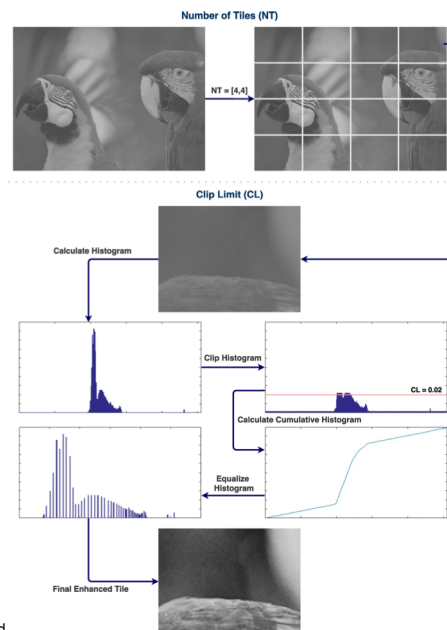 Number of Tiles (NT)
NT = [4,4]
Clip Limit (CL)
Calculate Histogram
Clip Histogram
CL = 0.02
Calculate Cumulative Histogram
Equalize
Histogram
Final Enhanced Tile
d